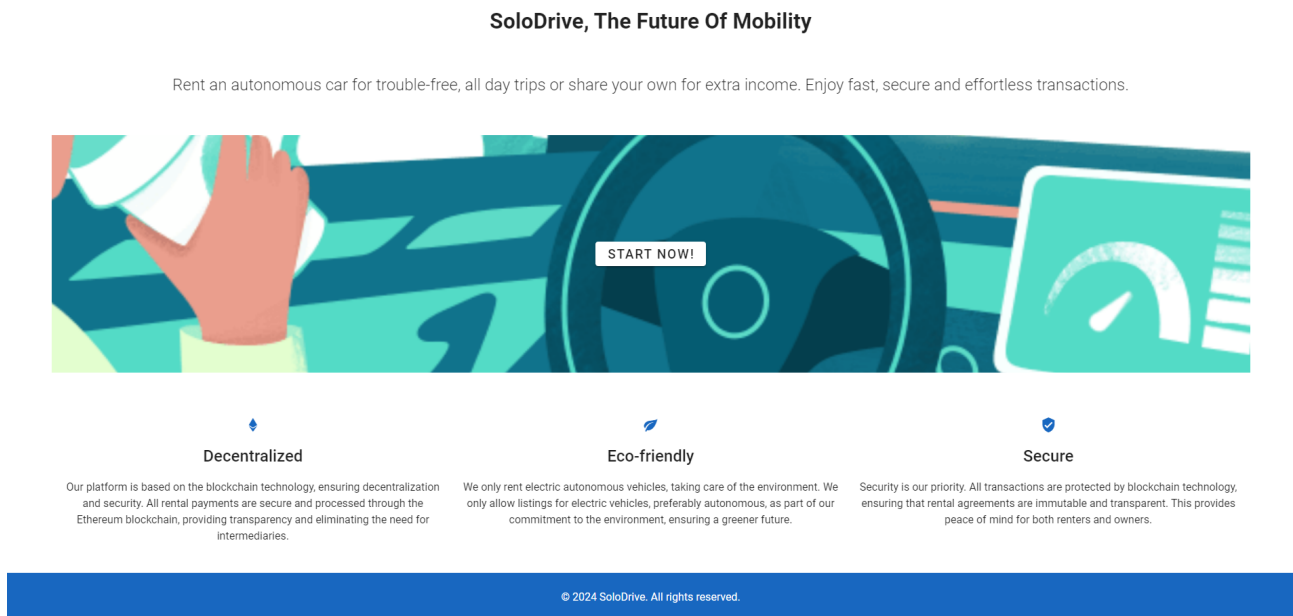 SoloDrive, The Future Of Mobility
Rent an autonomous car for trouble-free, all day trips or share your own for extra income. Enjoy fast, secure and effortless transactions.
START NOW!
Decentralized
Our platform is based on the blockchain technology, ensuring decentralization
and security. All rental payments are secure and processed through the
Ethereum blockchain, providing transparency and eliminating the need for
intermediaries.
Eco-friendly
We only rent electric autonomous vehicles, taking care of the environment. We
only allow listings for electric vehicles, preferably autonomous, as part of our
commitment to the environment, ensuring a greener future.
Secure
Security is our priority. All transactions are protected by blockchain technology,
ensuring that rental agreements are immutable and transparent. This provides
peace of mind for both renters and owners.
© 2024 SoloDrive. All rights reserved.